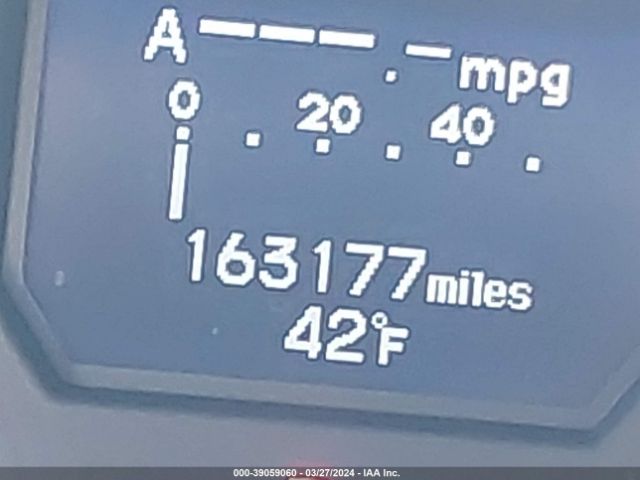 A ---.- mpg
0 20 40
163177 miles
42°F
000-39059060 - 03/27/2024 - IAA Inc.